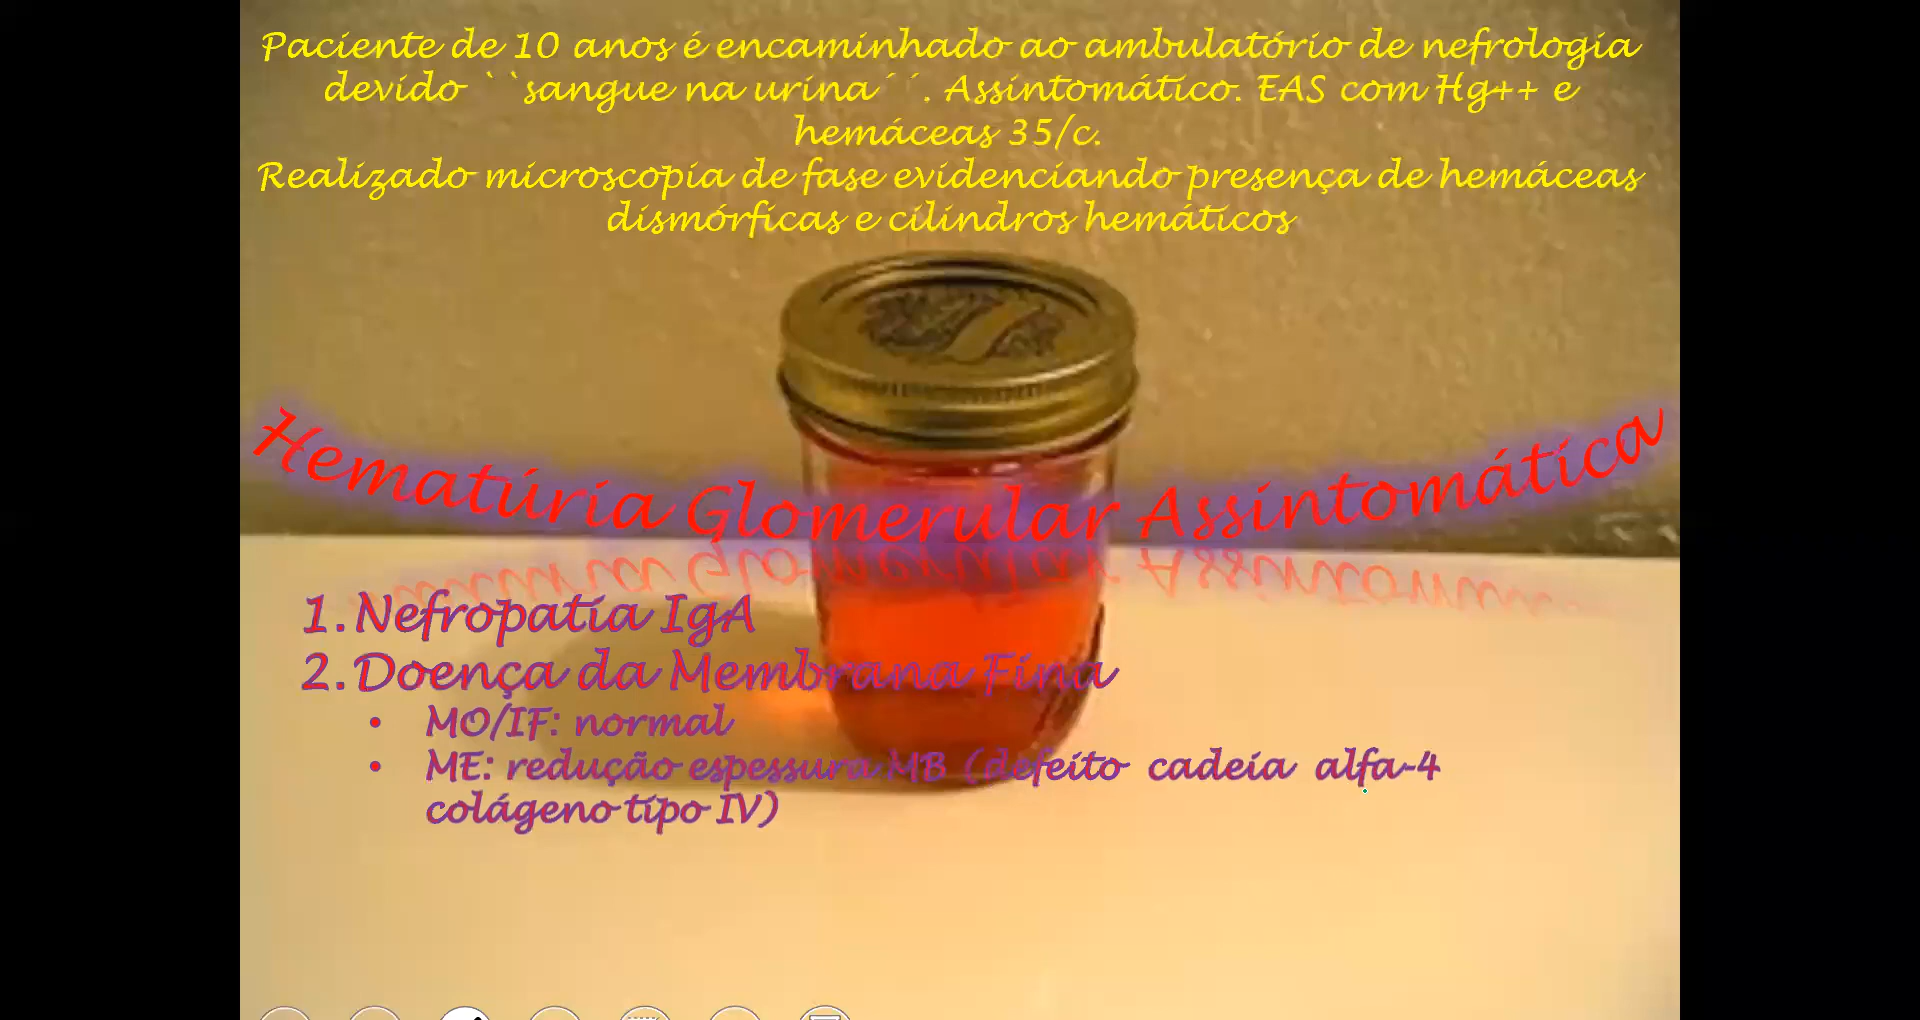 Paciente de 10 anos é encaminhado ao ambulatório de nefrologia
devido ``sangue na urina´´. Assintomático. EAS com Hg++ e
hemáceas 35/c.
Realizado microscopia de fase evidenciando presença de hemáceas
dismórficas e cilindros hemáticos
Hematúria Glomerular Assintomática
1. Nefropatia IgA
2. Doença da Membrana Fina
• MO/IF: normal
• ME: redução espessura MB (defeito cadeia alfa-4
colágeno tipo IV)